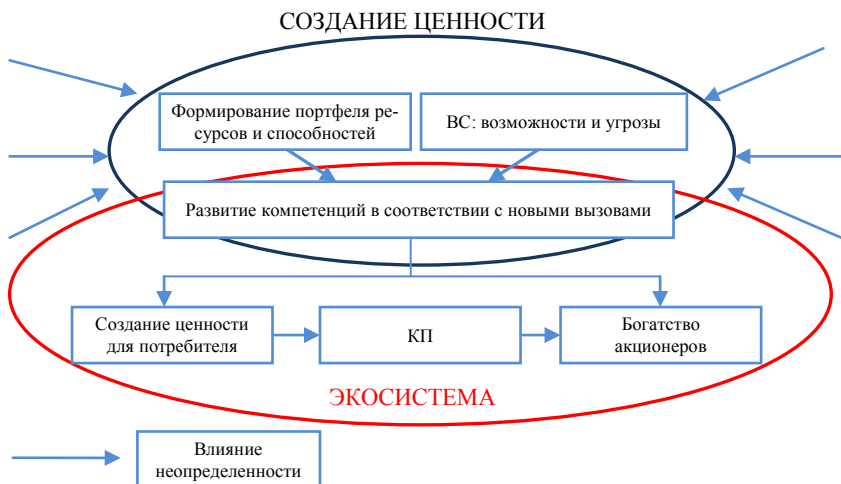 СОЗДАНИЕ ЦЕННОСТИ
Формирование портфеля ре-
сурсов и способностей
ВС: возможности и угрозы
Развитие компетенций в соответствии с новыми вызовами
Создание ценности
для потребителя
КП
Богатство
акционеров
ЭКОСИСТЕМА
Влияние
неопределенности